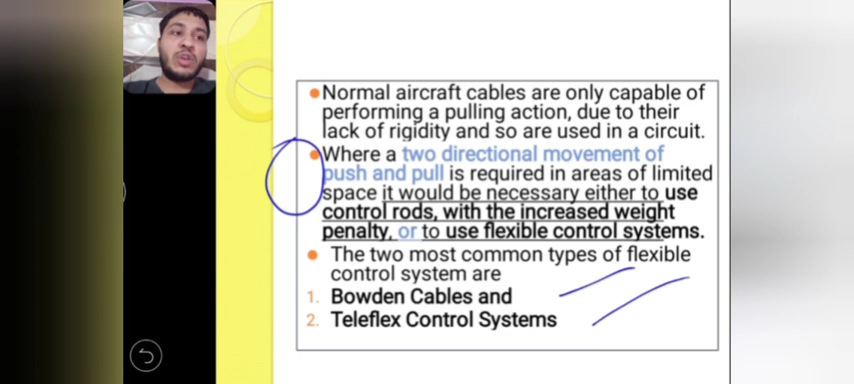 Normal aircraft cables are only capable of
performing a pulling action, due to their
lack of rigidity and so are used in a circuit.
Where a two directional movement of
push and pull is required in areas of limited
space it would be necessary either to use
control rods, with the increased weight
penalty, or to use flexible control systems.
The two most common types of flexible
control system are
1. Bowden Cables and
2. Teleflex Control Systems